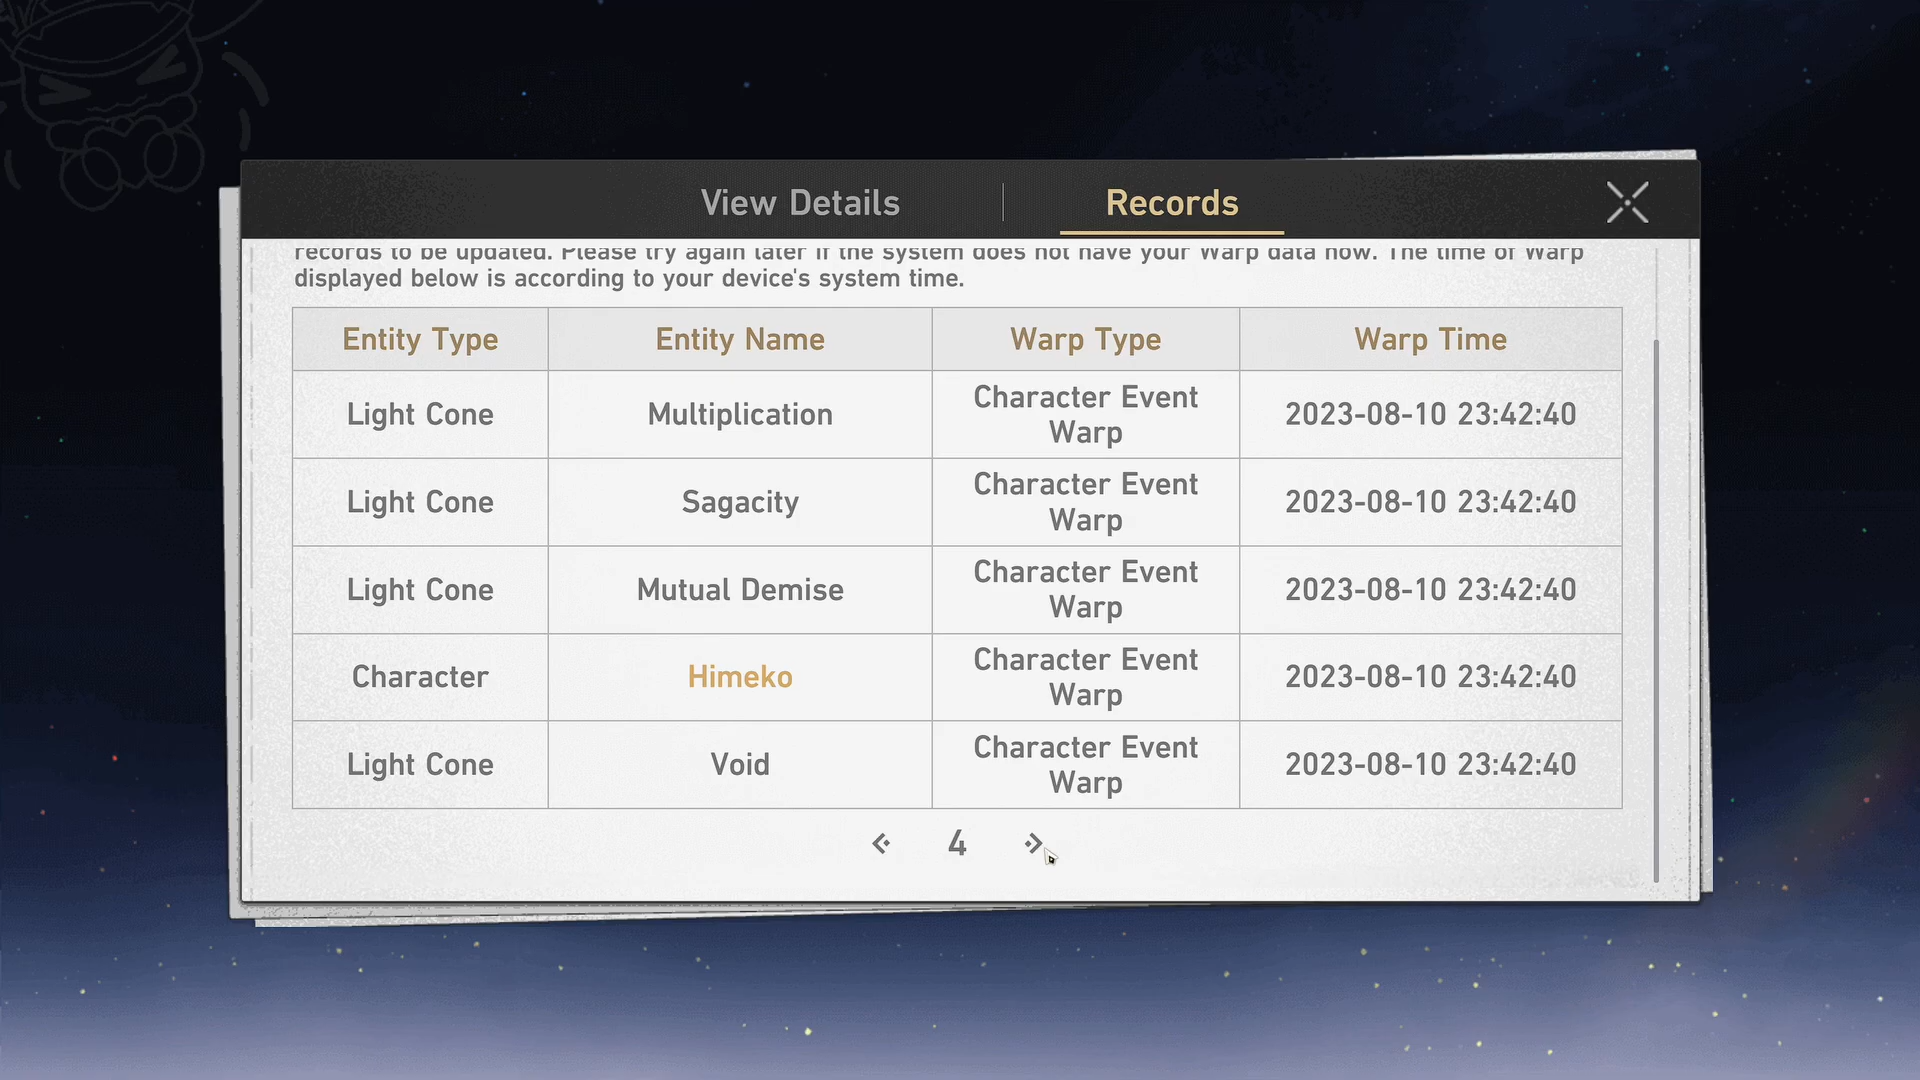 View Details
Records
records to be updated. Please try again later if the system does not have your Warp data now. The time of Warp
displayed below is according to your device's system time.
Entity Type
Entity Name
Warp Type
Warp Time
Light Cone
Multiplication
Character Event
Warp
2023-08-10 23:42:40
Light Cone
Sagacity
Character Event
Warp
2023-08-10 23:42:40
Light Cone
Mutual Demise
Character Event
Warp
2023-08-10 23:42:40
Character
Himeko
Character Event
Warp
2023-08-10 23:42:40
Light Cone
Void
Character Event
Warp
2023-08-10 23:42:40
4